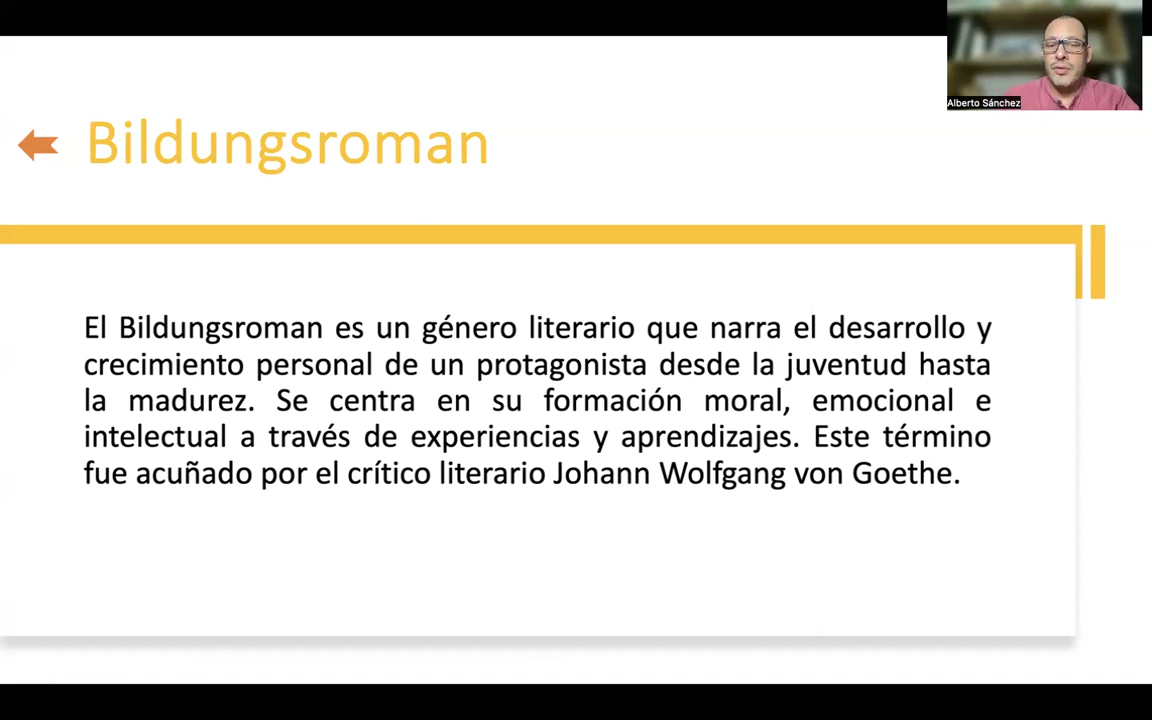 Alberto Sánchez
Bildungsroman
El Bildungsroman es un género literario que narra el desarrollo y
crecimiento personal de un protagonista desde la juventud hasta
la madurez. Se centra en su formación moral, emocional e
intelectual a través de experiencias y aprendizajes. Este término
fue acuñado por el crítico literario Johann Wolfgang von Goethe.